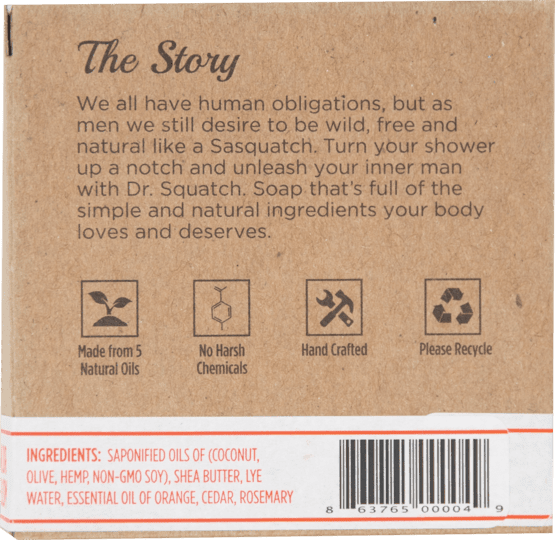 The Story
We all have human obligations, but as
men we still desire to be wild, free and
natural like a Sasquatch. Turn your shower
up a notch and unleash your inner man
with Dr. Squatch. Soap that's full of the
simple and natural ingredients your body
loves and deserves.
Made from 5
Natural Oils
No Harsh
Chemicals
Hand Crafted
Please Recycle
INGREDIENTS: SAPONIFIED OILS OF (COCONUT,
OLIVE, HEMP, NON-GMO SOY), SHEA BUTTER, LYE
WATER, ESSENTIAL OIL OF ORANGE, CEDAR, ROSEMARY
8 63765 00004 9